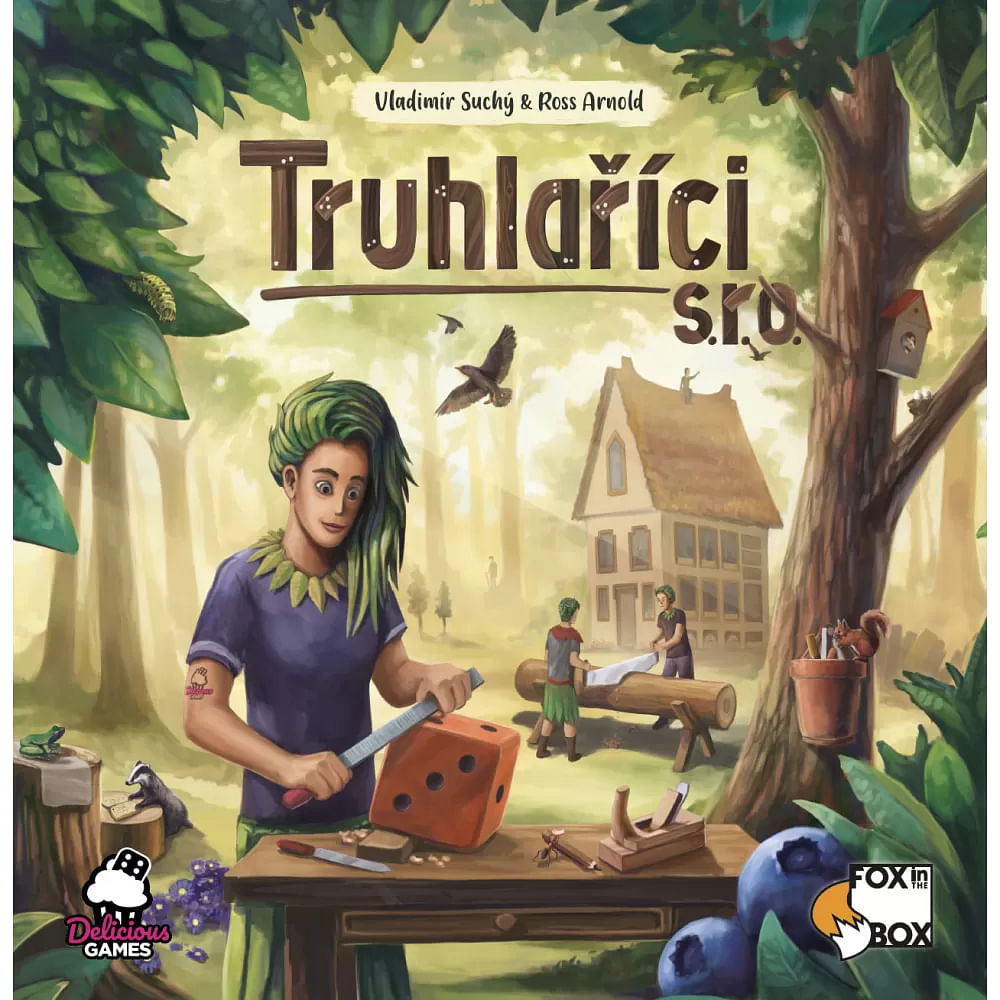 Vladimír Suchý & Ross Arnold
Truhlaříci
s.r.o.
Delicious
GAMES
FOX in
THE
BOX